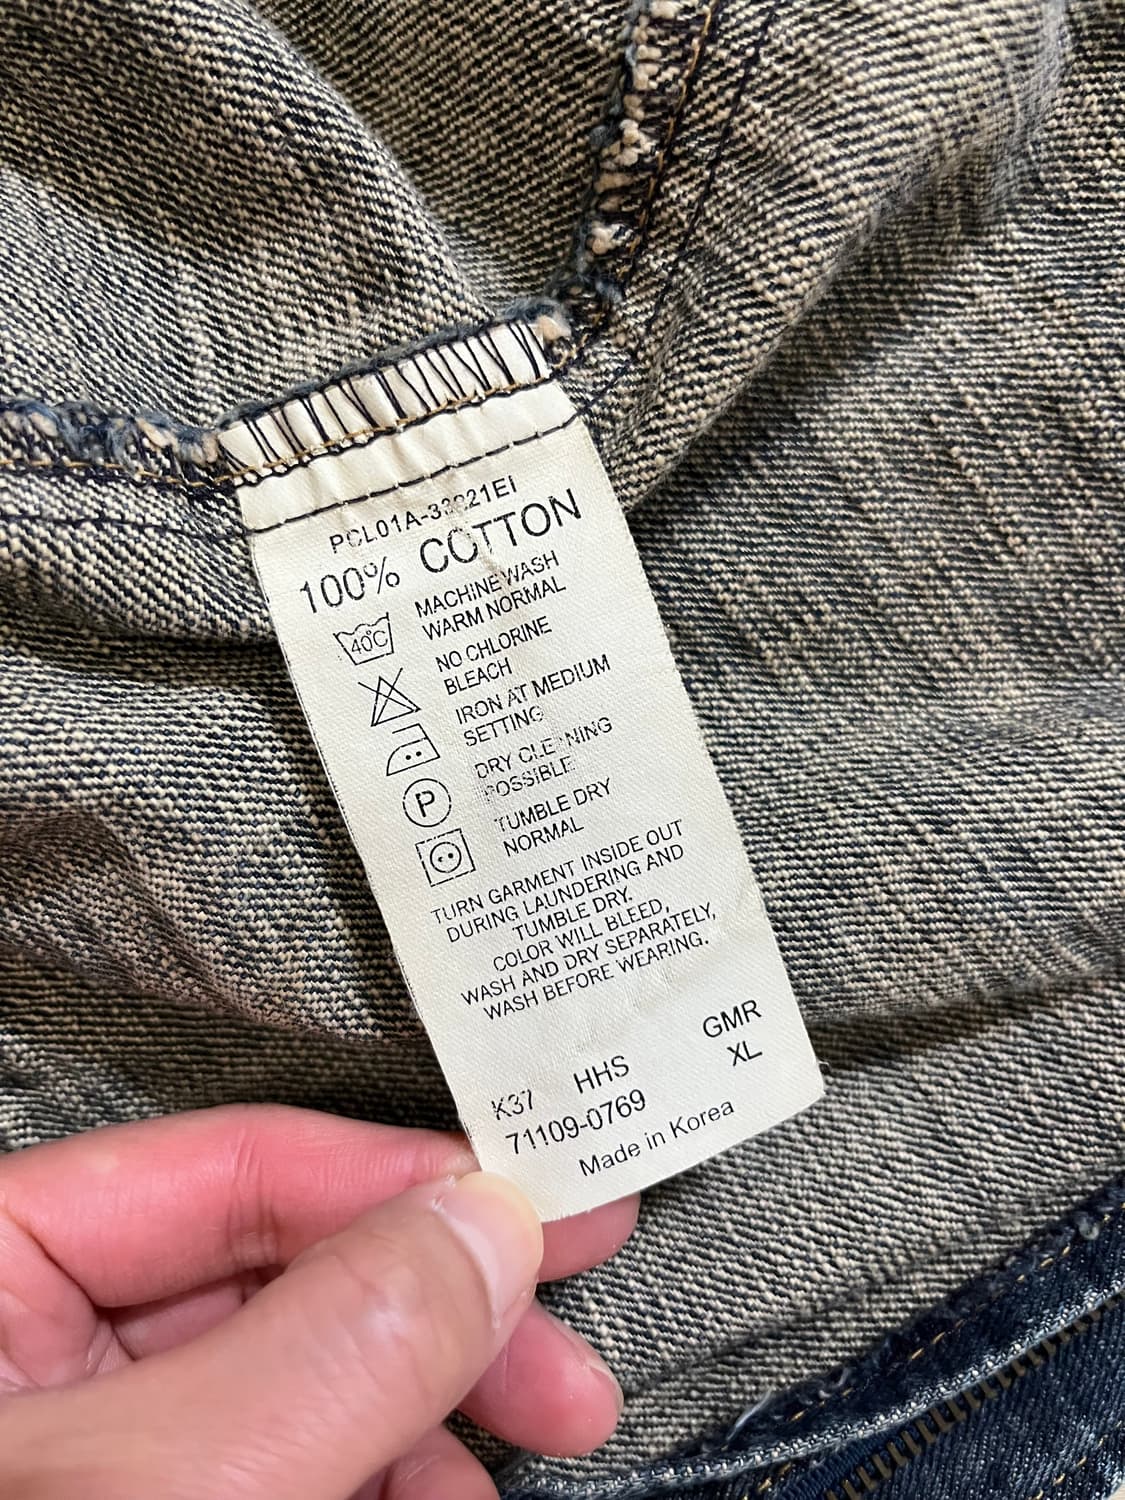 100% COTTON
40°C
MACHINE WASH
WARM NORMAL
NO CHLORINE
BLEACH
IRON AT MEDIUM
SETTING
DRY CLEANING
POSSIBLE
P
TUMBLE DRY
NORMAL
TURN GARMENT INSIDE OUT
DURING LAUNDERING AND
TUMBLE DRY.
COLOR WILL BLEED,
WASH AND DRY SEPARATELY,
WASH BEFORE WEARING.
GMR
K37 HHS XL
71109-0769
Made in Korea